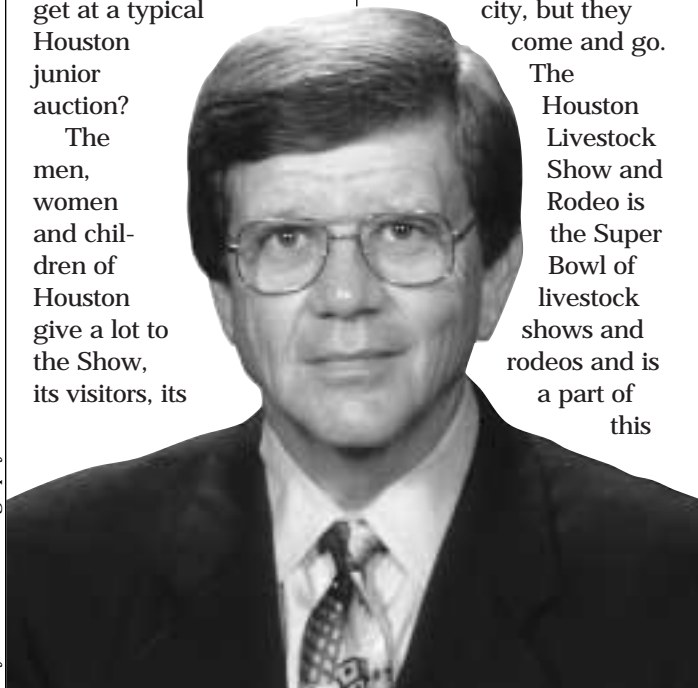 get at a typical
Houston
junior
auction?
The
men,
women
and chil-
dren of
Houston
give a lot to
the Show,
its visitors, its
city, but they
come and go.
The
Houston
Livestock
Show and
Rodeo is
the Super
Bowl of
livestock
shows and
rodeos and is
a part of
this